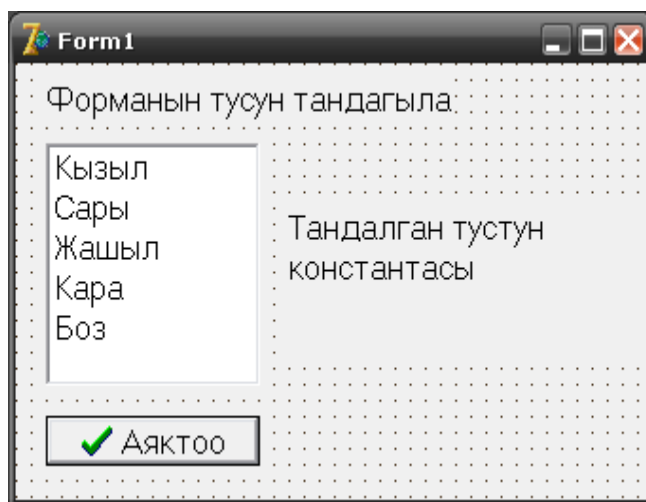 Form1
Форманын тусун тандагыла
Кызыл
Сары
Жашыл
Кара
Боз
Тандалган тустун
константасы
Аяктоо